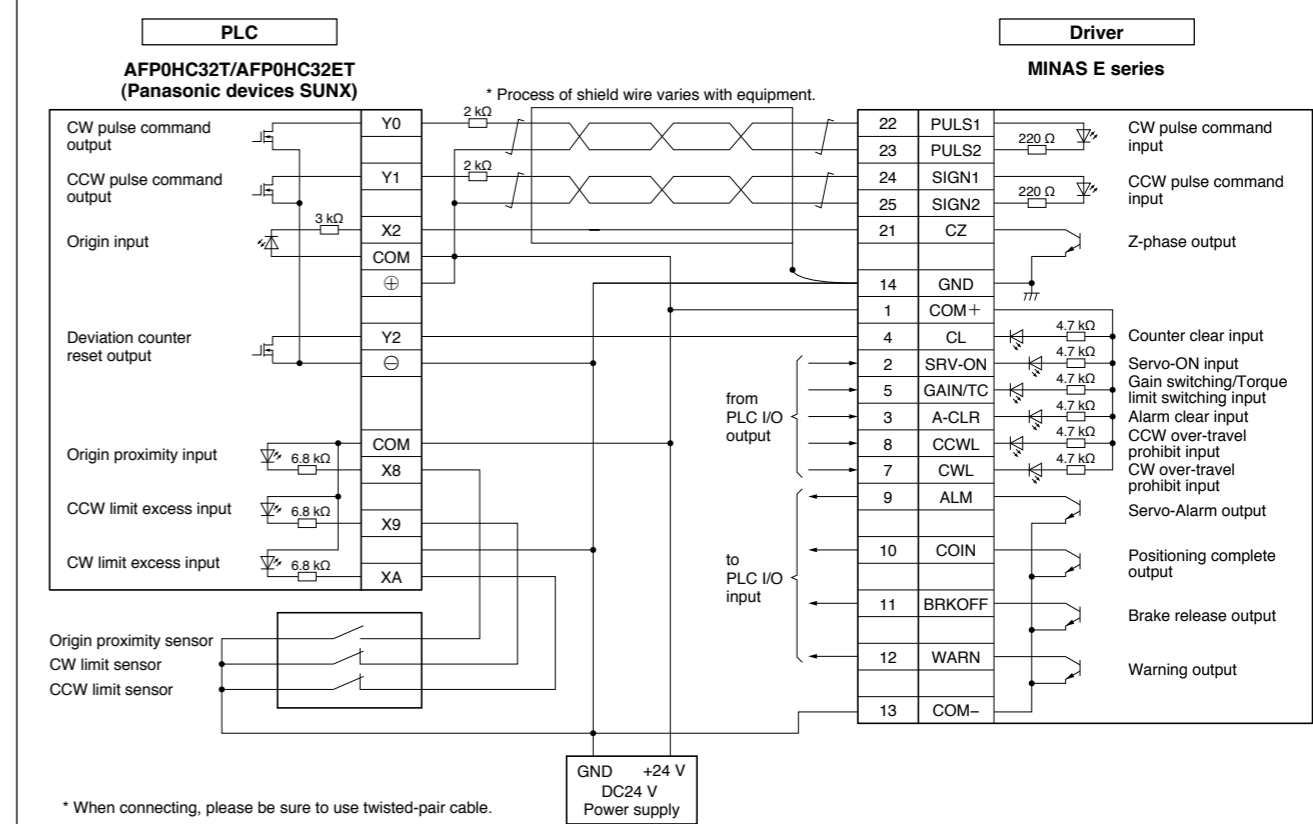 PLC
Driver
AFP0HC32T/AFP0HC32ET
(Panasonic devices SUNX)
MINAS E series
* Process of shield wire varies with equipment.
CW pulse command
output
Y0
2 kΩ
22 PULS1
23 PULS2
220 Ω
CW pulse command
input
CCW pulse command
output
Y1
2 kΩ
24 SIGN1
25 SIGN2
220 Ω
CCW pulse command
input
Origin input
3 kΩ
X2
COM
⊕
21 CZ
Z-phase output
14 GND
1 COM+
Deviation counter
reset output
Y2
⊖
4 CL
4.7 kΩ
Counter clear input
2 SRV-ON
4.7 kΩ
Servo-ON input
5 GAIN/TC
4.7 kΩ
Gain switching/Torque
limit switching input
3 A-CLR
4.7 kΩ
Alarm clear input
8 CCWL
4.7 kΩ
CCW over-travel
prohibit input
7 CWL
4.7 kΩ
CW over-travel
prohibit input
from
PLC I/O
output
COM
Origin proximity input
6.8 kΩ
X8
CCW limit excess input
6.8 kΩ
X9
CW limit excess input
6.8 kΩ
XA
9 ALM
Servo-Alarm output
10 COIN
Positioning complete
output
to
PLC I/O
input
11 BRKOFF
Brake release output
12 WARN
Warning output
13 COM−
Origin proximity sensor
CW limit sensor
CCW limit sensor
GND +24 V
DC24 V
Power supply
* When connecting, please be sure to use twisted-pair cable.